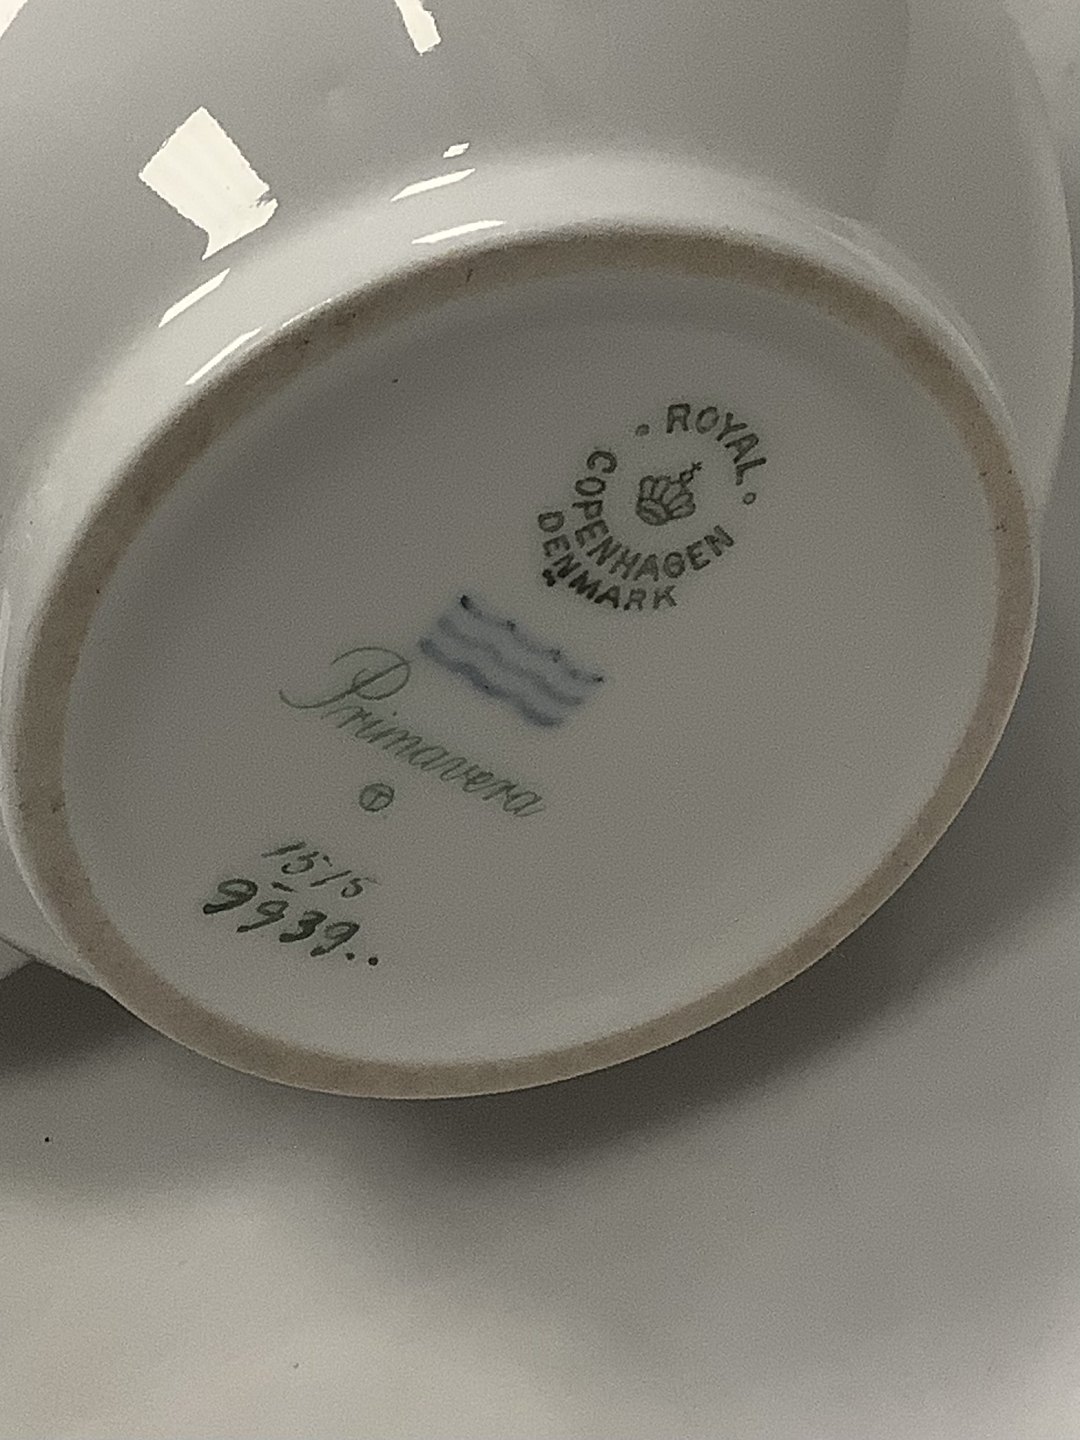 ROYAL
COPENHAGEN
DENMARK
Primavera
1515
9939..